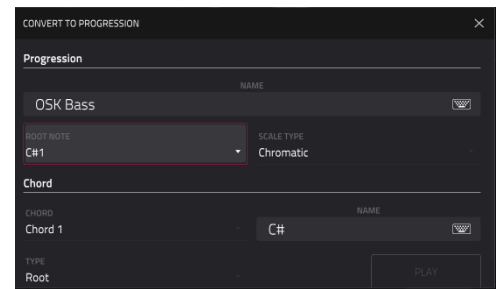 CONVERT TO PROGRESSION
Progression
NAME
OSK Bass
ROOT NOTE
SCALE TYPE
C#1
Chromatic
Chord
CHORD
NAME
Chord 1
C#
TYPE
PLAY
Root